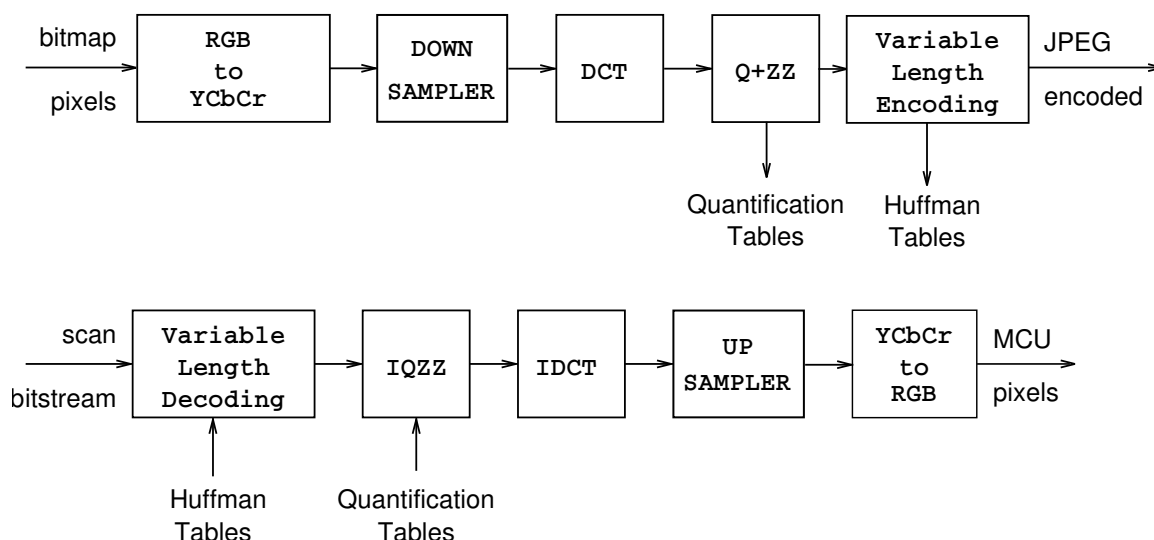 bitmap
pixels
RGB
to
YCbCr
DOWN
SAMPLER
DCT
Q+ZZ
Variable
Length
Encoding
JPEG
encoded
Quantification
Tables
Huffman
Tables
scan
bitstream
Variable
Length
Decoding
IQZZ
IDCT
UP
SAMPLER
YCbCr
to
RGB
MCU
pixels
Huffman
Tables
Quantification
Tables